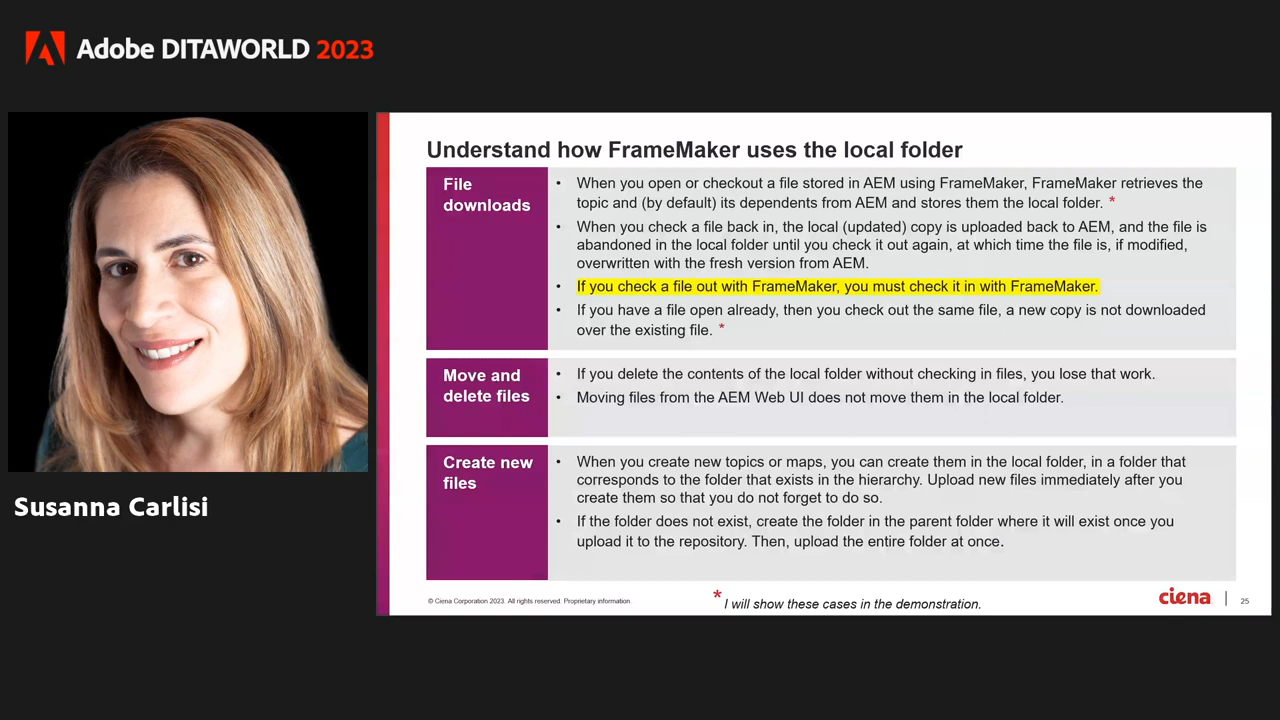 Adobe DITAWORLD 2023
Understand how FrameMaker uses the local folder
File
downloads
• When you open or checkout a file stored in AEM using FrameMaker, FrameMaker retrieves the
topic and (by default) its dependents from AEM and stores them the local folder. *
• When you check a file back in, the local (updated) copy is uploaded back to AEM, and the file is
abandoned in the local folder until you check it out again, at which time the file is, if modified,
overwritten with the fresh version from AEM.
• If you check a file out with FrameMaker, you must check it in with FrameMaker.
• If you have a file open already, then you check out the same file, a new copy is not downloaded
over the existing file. *
Move and
delete files
• If you delete the contents of the local folder without checking in files, you lose that work.
• Moving files from the AEM Web UI does not move them in the local folder.
Create new
files
• When you create new topics or maps, you can create them in the local folder, in a folder that
corresponds to the folder that exists in the hierarchy. Upload new files immediately after you
create them so that you do not forget to do so.
• If the folder does not exist, create the folder in the parent folder where it will exist once you
upload it to the repository. Then, upload the entire folder at once.
Susanna Carlisi
© Ciena Corporation 2023. All rights reserved. Proprietary information.
* I will show these cases in the demonstration.
ciena
25